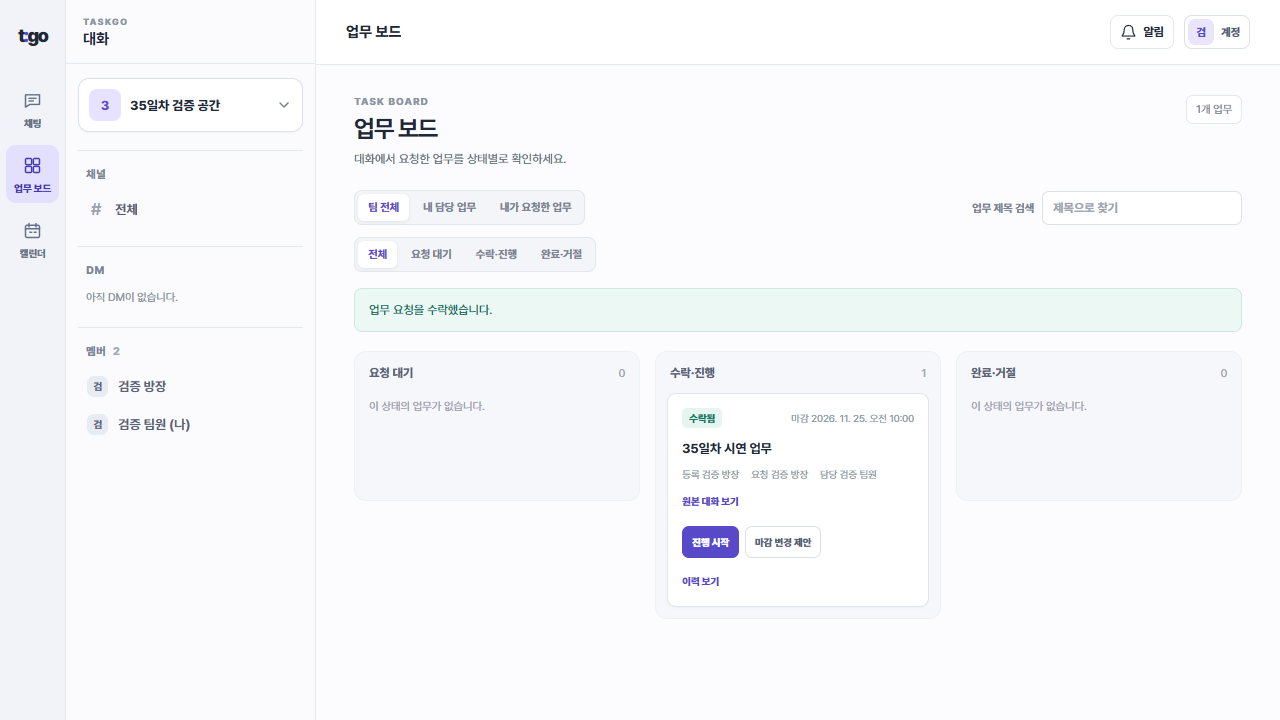 tgo
채팅
업무 보드
캘린더
TASKGO
대화
3 35일차 검증 공간
채널
# 전체
DM
아직 DM이 없습니다.
멤버 2
검 검증 방장
검 검증 팀원 (나)
업무 보드
알림
검 계정
TASK BOARD
업무 보드
대화에서 요청한 업무를 상태별로 확인하세요.
1개 업무
팀 전체 내 담당 업무 내가 요청한 업무
업무 제목 검색 제목으로 찾기
전체 요청 대기 수락·진행 완료·거절
업무 요청을 수락했습니다.
요청 대기 0
이 상태의 업무가 없습니다.
수락·진행 1
수락됨 마감 2026. 11. 25. 오전 10:00
35일차 시연 업무
등록 검증 방장 요청 검증 방장 담당 검증 팀원
원본 대화 보기
진행 시작 마감 변경 제안
이력 보기
완료·거절 0
이 상태의 업무가 없습니다.